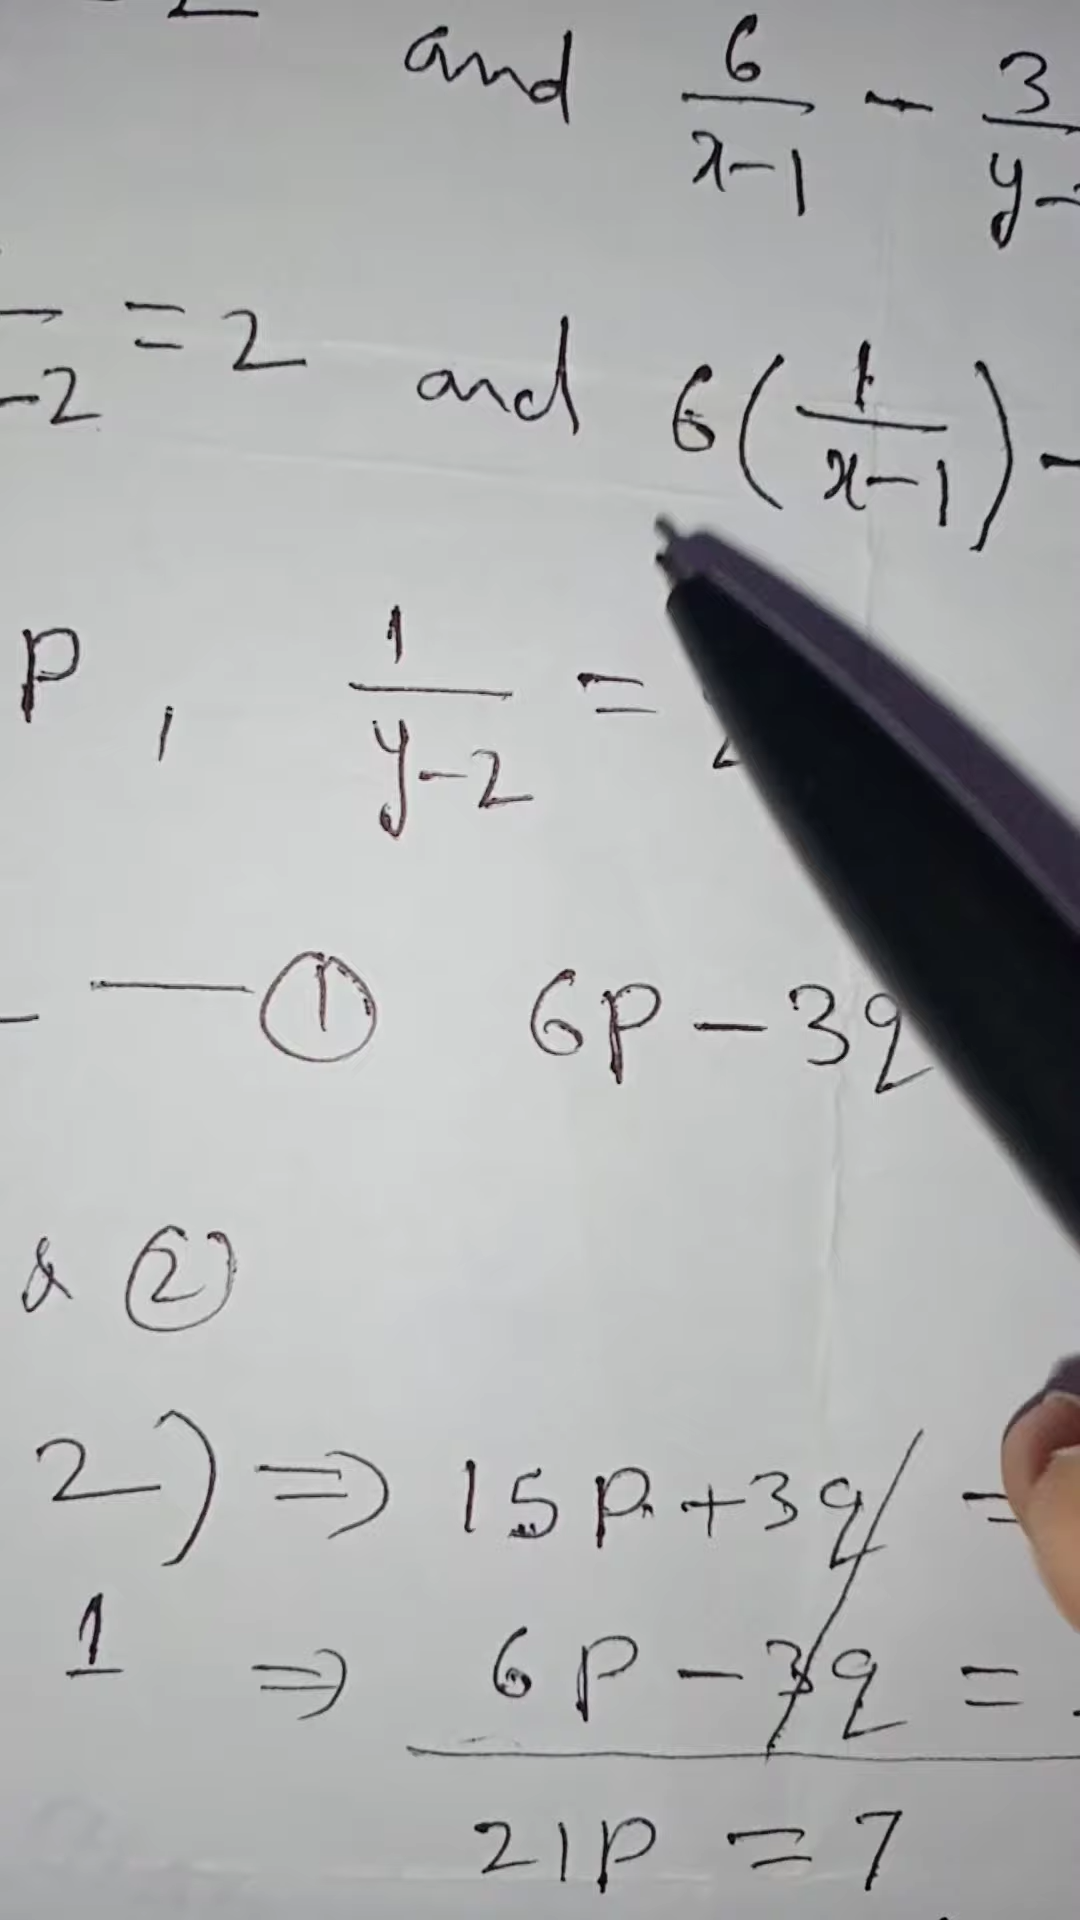 and 6/(x-1) - 3/(y-
-2 = 2 and 6(1/(x-1)) -
P, 1/(y-2) =
— ① 6P - 3q
& ②
2) ⇒ 15P + 3q =
1 ⇒ 6P - 3q =
21P = 7